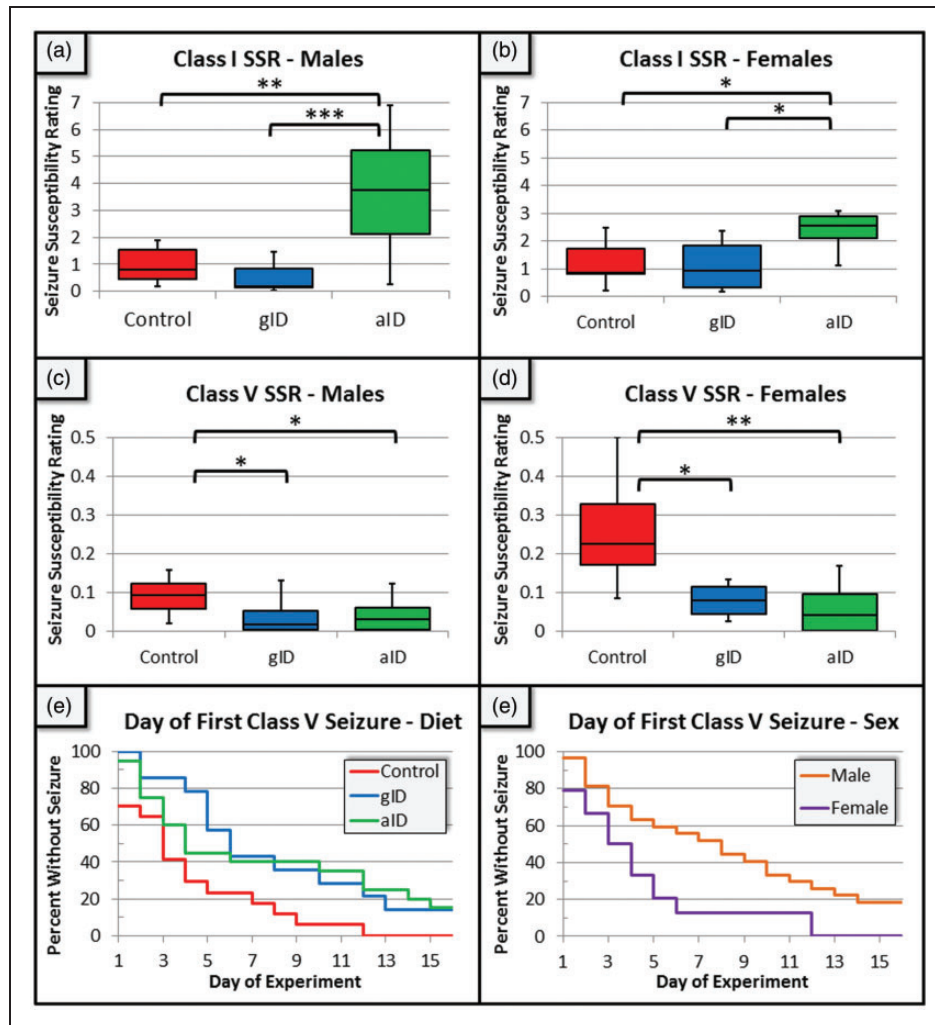 (a)
Class I SSR - Males
**
***
Seizure Susceptibility Rating
7
6
5
4
3
2
1
0
Control gID aID
(b)
Class I SSR - Females
*
*
Seizure Susceptibility Rating
7
6
5
4
3
2
1
0
Control gID aID
(c)
Class V SSR - Males
*
*
Seizure Susceptibility Rating
0.5
0.4
0.3
0.2
0.1
0
Control gID aID
(d)
Class V SSR - Females
**
*
Seizure Susceptibility Rating
0.5
0.4
0.3
0.2
0.1
0
Control gID aID
(e)
Day of First Class V Seizure - Diet
Percent Without Seizure
100
80
60
40
20
0
Control
gID
aID
1 3 5 7 9 11 13 15
Day of Experiment
(e)
Day of First Class V Seizure - Sex
Percent Without Seizure
100
80
60
40
20
0
Male
Female
1 3 5 7 9 11 13 15
Day of Experiment